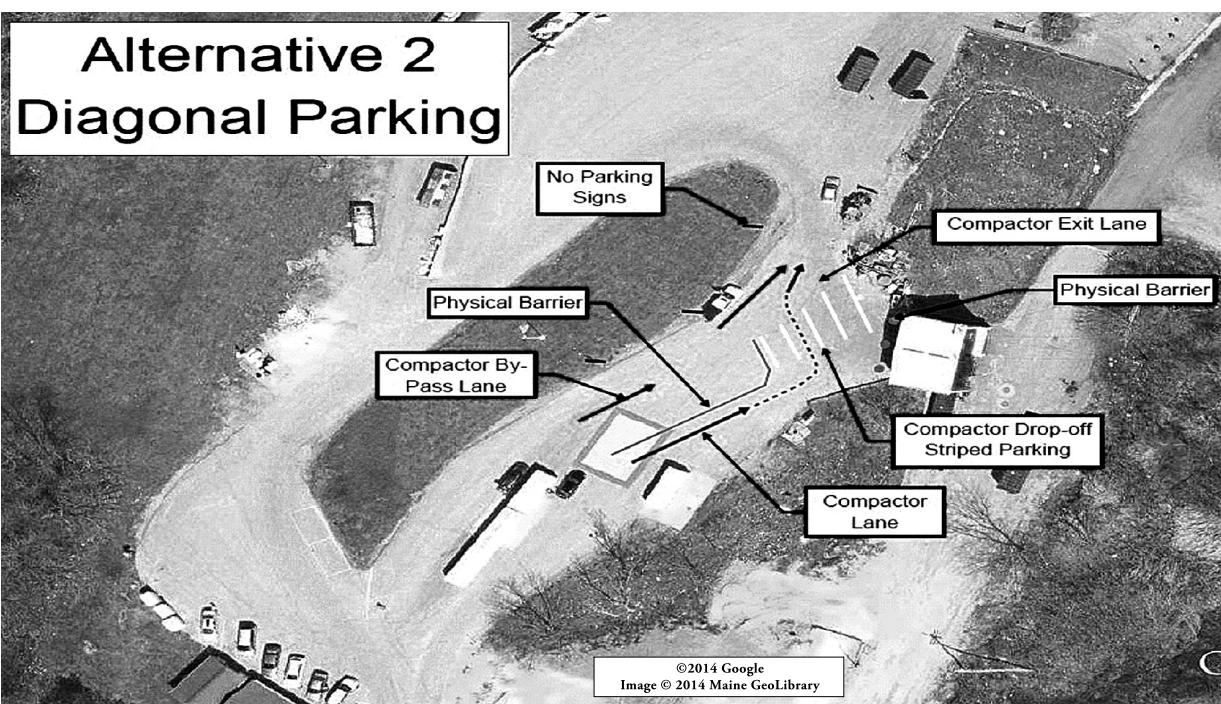 Alternative 2
Diagonal Parking
No Parking
Signs
Compactor Exit Lane
Physical Barrier
Physical Barrier
Compactor By-
Pass Lane
Compactor Drop-off
Striped Parking
Compactor
Lane
©2014 Google
Image © 2014 Maine GeoLibrary